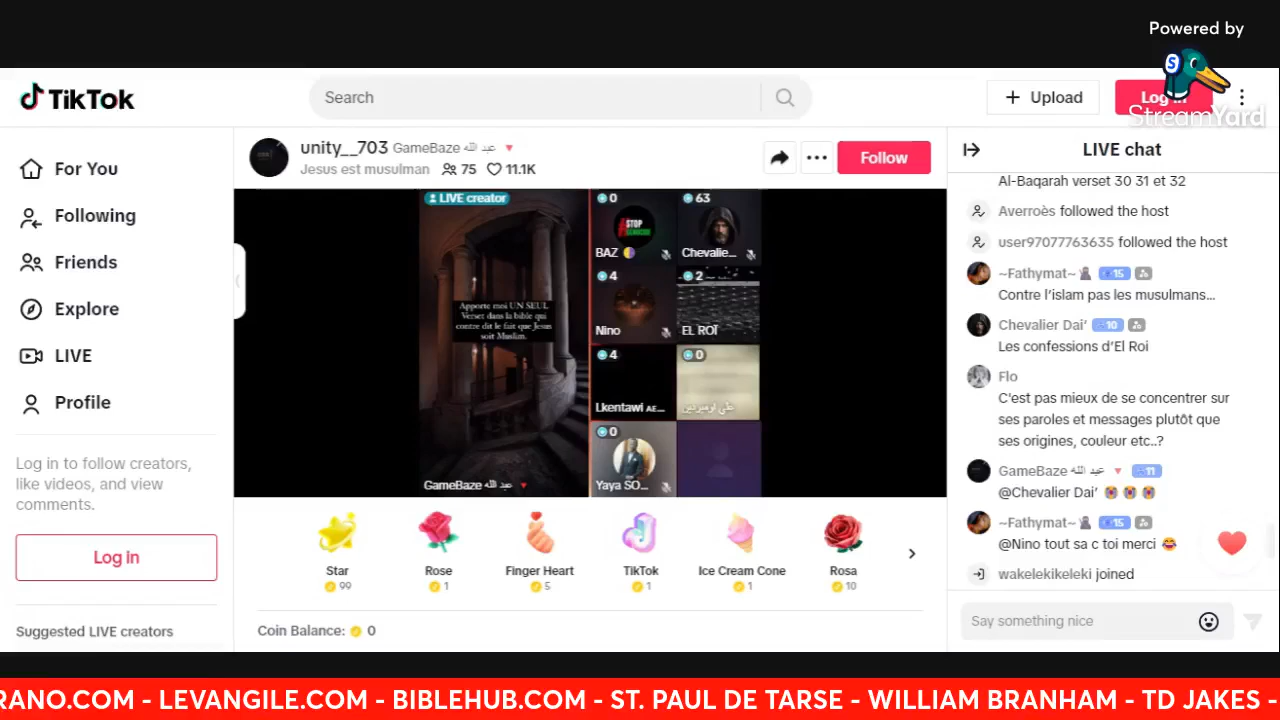 Powered by
StreamYard
TikTok
Search
Upload
Log in
For You
Following
Friends
Explore
LIVE
Profile
Log in to follow creators,
like videos, and view
comments.
Log in
Suggested LIVE creators
unity__703 GameBaze عبد الله
Jesus est musulman 75 11.1K
Follow
LIVE creator
Apporte moi UN SEUL
Verset dans la bible qui
contre dit le fait que Jesus
soit Muslim.
GameBaze عبد الله
0
STOP
GENOCIDE
BAZ
63
Chevalie...
4
Nino
2
EL ROÏ
4
Lkentawi AE...
0
علي لومبردين
0
Yaya SO...
Star
99
Rose
1
Finger Heart
5
TikTok
1
Ice Cream Cone
1
Rosa
10
Coin Balance: 0
LIVE chat
Al-Baqarah verset 30 31 et 32
Averroès followed the host
user97077763635 followed the host
~Fathymat~ 15
Contre l'islam pas les musulmans...
Chevalier Dai' 10
Les confessions d'El Roi
Flo
C'est pas mieux de se concentrer sur
ses paroles et messages plutôt que
ses origines, couleur etc..?
GameBaze عبد الله 11
@Chevalier Dai' 😭 😭 😭
~Fathymat~ 15
@Nino tout sa c toi merci 😂
wakelekikeleki joined
Say something nice
RANO.COM - LEVANGILE.COM - BIBLEHUB.COM - ST. PAUL DE TARSE - WILLIAM BRANHAM - TD JAKES -